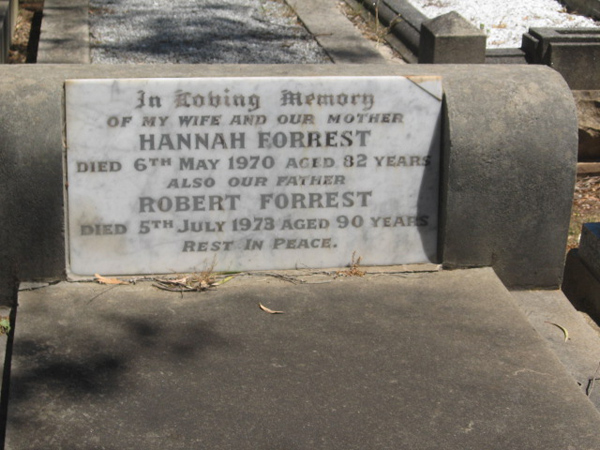 In Loving Memory
OF MY WIFE AND OUR MOTHER
HANNAH FORREST
DIED 6TH MAY 1970 AGED 82 YEARS
ALSO OUR FATHER
ROBERT FORREST
DIED 5TH JULY 1973 AGED 90 YEARS
REST IN PEACE.